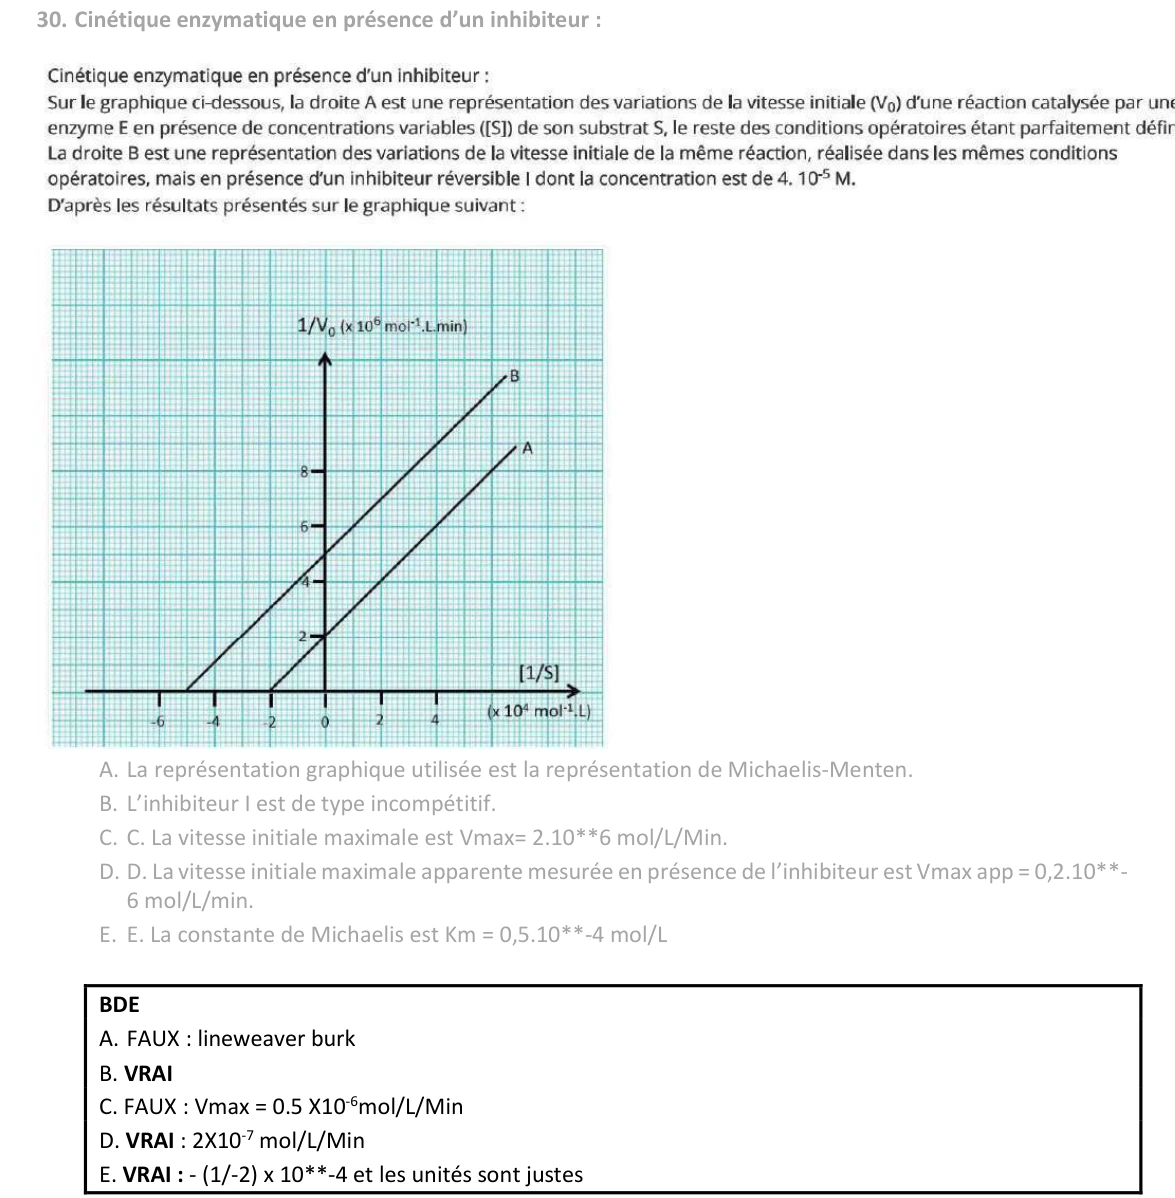 30. Cinétique enzymatique en présence d'un inhibiteur :
Cinétique enzymatique en présence d'un inhibiteur :
Sur le graphique ci-dessous, la droite A est une représentation des variations de la vitesse initiale (V₀) d'une réaction catalysée par une
enzyme E en présence de concentrations variables ([S]) de son substrat S, le reste des conditions opératoires étant parfaitement
La droite B est une représentation des variations de la vitesse initiale de la même réaction, réalisée dans les mêmes conditions
opératoires, mais en présence d'un inhibiteur réversible I dont la concentration est de 4. 10⁻⁵ M.
D'après les résultats présentés sur le graphique suivant :
1/V₀ (x 10⁶ mol⁻¹.L.min)
B
A
8
6
4
2
[1/S]
-6 -4 -2 0 2 4 (x 10⁴ mol⁻¹.L)
A. La représentation graphique utilisée est la représentation de Michaelis-Menten.
B. L'inhibiteur I est de type incompétitif.
C. C. La vitesse initiale maximale est Vmax= 2.10**6 mol/L/Min.
D. D. La vitesse initiale maximale apparente mesurée en présence de l'inhibiteur est Vmax app = 0,2.10**-
6 mol/L/min.
E. E. La constante de Michaelis est Km = 0,5.10**-4 mol/L
BDE
A. FAUX : lineweaver burk
B. VRAI
C. FAUX : Vmax = 0.5 X10⁻⁶mol/L/Min
D. VRAI : 2X10⁻⁷ mol/L/Min
E. VRAI : - (1/-2) x 10**-4 et les unités sont justes